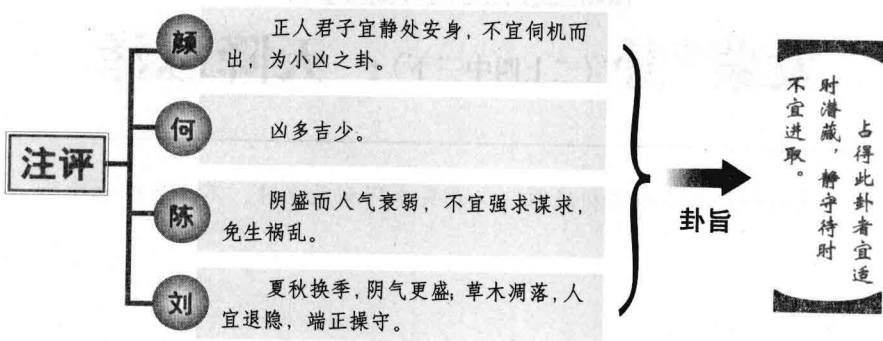 注评
颜
正人君子宜静处安身，不宜伺机而
出，为小凶之卦。
何
凶多吉少。
陈
阴盛而人气衰弱，不宜强求谋求，
免生祸乱。
刘
夏秋换季，阴气更盛；草木凋落，人
宜退隐，端正操守。
卦旨
占得此卦者宜适
时潜藏，静守待时
不宜进取。